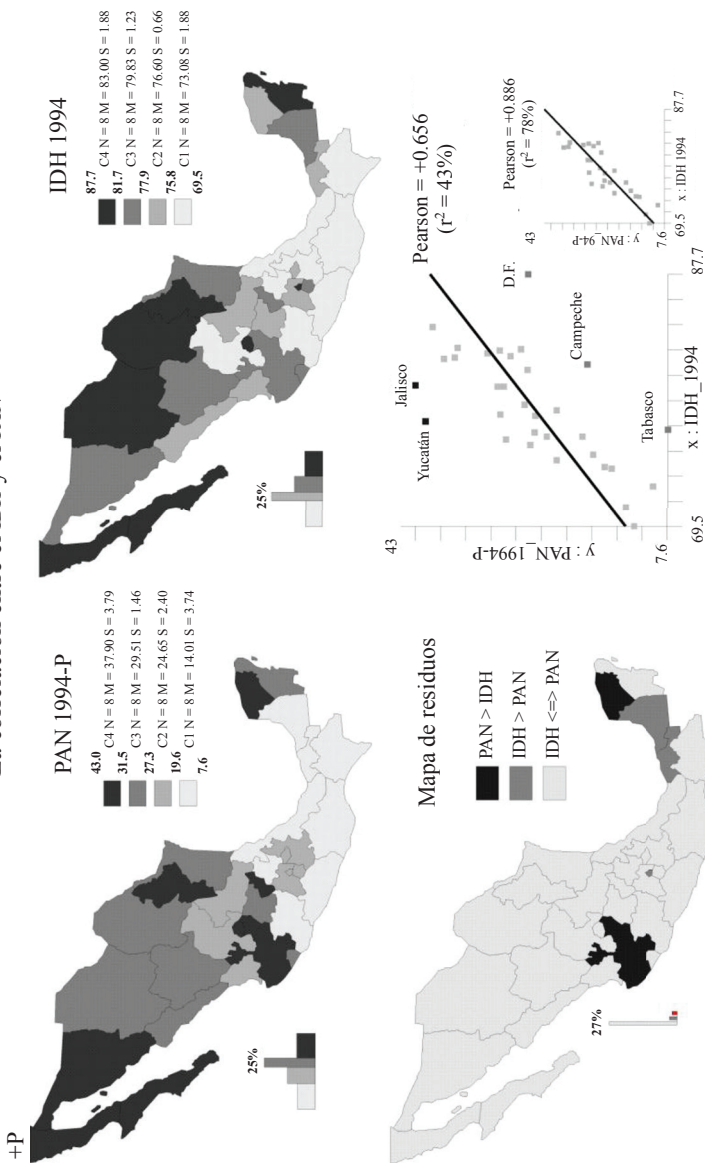 +P
PAN 1994-P
43.0
31.5 C4 N = 8 M = 37.90 S = 3.79
27.3 C3 N = 8 M = 29.51 S = 1.46
19.6 C2 N = 8 M = 24.65 S = 2.40
7.6 C1 N = 8 M = 14.01 S = 3.74
25%
IDH 1994
87.7
81.7 C4 N = 8 M = 83.00 S = 1.88
77.9 C3 N = 8 M = 79.83 S = 1.23
75.8 C2 N = 8 M = 76.60 S = 0.66
69.5 C1 N = 8 M = 73.08 S = 1.88
25%
Mapa de residuos
PAN > IDH
IDH > PAN
IDH <=> PAN
27%
Pearson = +0.656
(r² = 43%)
43
y : PAN_1994-P
7.6
69.5
x : IDH_1994
87.7
Yucatán
Jalisco
D.F.
Campeche
Tabasco
Pearson = +0.886
(r² = 78%)
43
y : PAN_94-P
7.6
69.5
x : IDH 1994
87.7